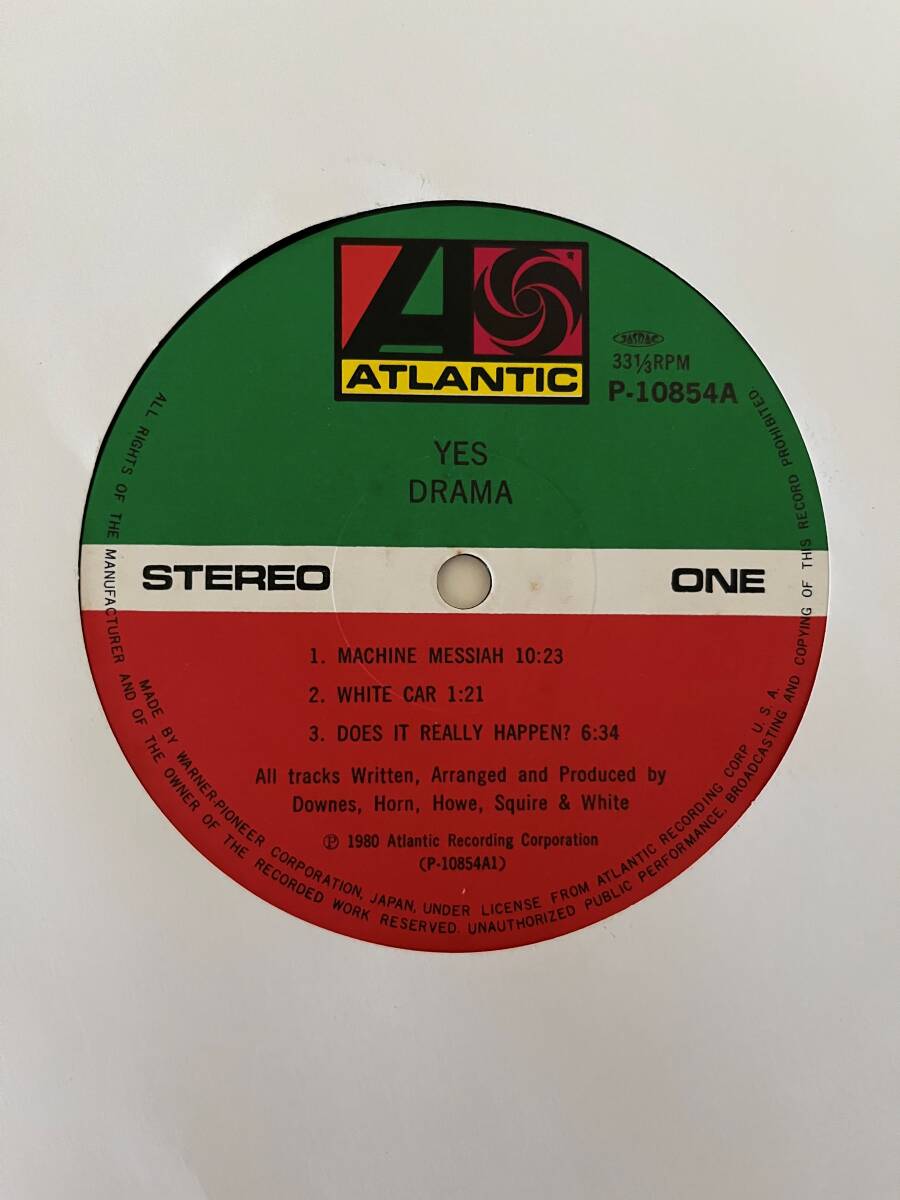 ATLANTIC
JASRAC
33⅓RPM
P-10854A
YES
DRAMA
STEREO
ONE
1. MACHINE MESSIAH 10:23
2. WHITE CAR 1:21
3. DOES IT REALLY HAPPEN? 6:34
All tracks Written, Arranged and Produced by
Downes, Horn, Howe, Squire & White
℗ 1980 Atlantic Recording Corporation
(P-10854A1)
MADE BY WARNER-PIONEER CORPORATION, JAPAN, UNDER LICENSE FROM ATLANTIC RECORDING CORP. U. S. A.
ALL RIGHTS OF THE MANUFACTURER AND OF THE OWNER OF THE RECORDED WORK RESERVED. UNAUTHORIZED PUBLIC PERFORMANCE, BROADCASTING AND COPYING OF THIS RECORD PROHIBITED.